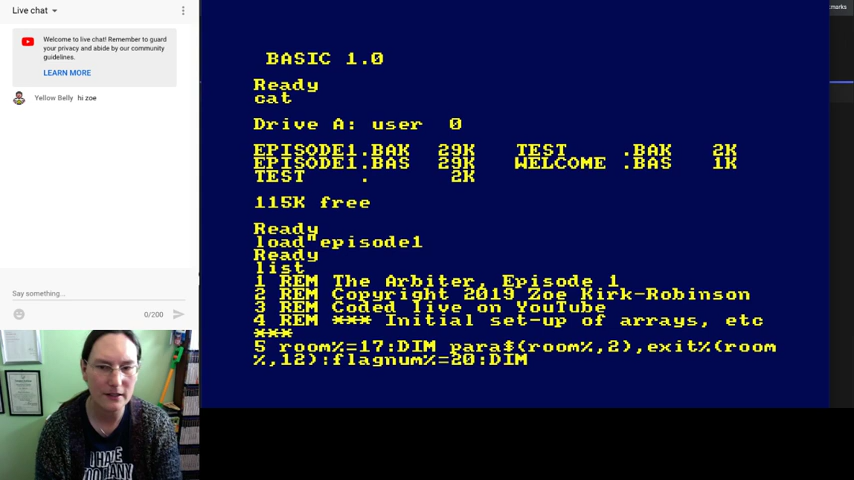 Live chat
marks
Welcome to live chat! Remember to guard
your privacy and abide by our community
guidelines.
LEARN MORE
Yellow Belly hi zoe
Say something...
0/200
BASIC 1.0
Ready
cat
Drive A: user 0
EPISODE1.BAK 29K TEST .BAK 2K
EPISODE1.BAS 29K WELCOME .BAS 1K
TEST . 2K
115K free
Ready
load"episode1
Ready
list
1 REM The Arbiter, Episode 1
2 REM Copyright 2019 Zoe Kirk-Robinson
3 REM Coded live on YouTube
4 REM *** Initial set-up of arrays, etc
***
5 room%=17:DIM para$(room%,2),exit%(room
%,12):flagnum%=20:DIM
I HAVE
TOO MANY